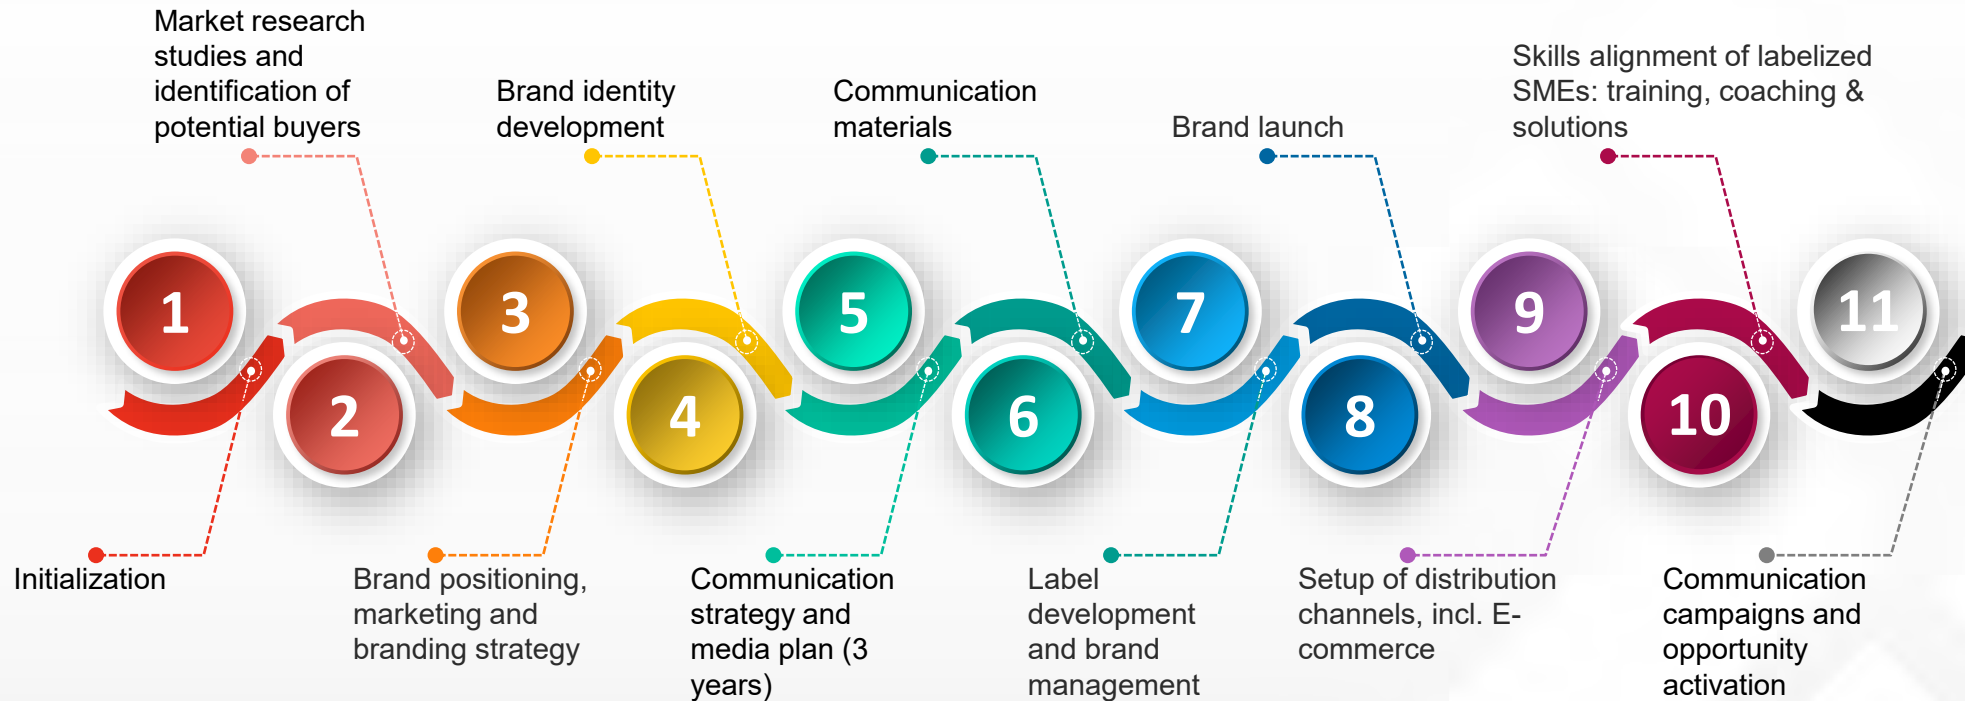 Market research
studies and
identification of
potential buyers
Brand identity
development
Communication
materials
Brand launch
Skills alignment of labelized
SMEs: training, coaching &
solutions
1
2
3
4
5
6
7
8
9
10
11
Initialization
Brand positioning,
marketing and
branding strategy
Communication
strategy and
media plan (3
years)
Label
development
and brand
management
Setup of distribution
channels, incl. E-
commerce
Communication
campaigns and
opportunity
activation